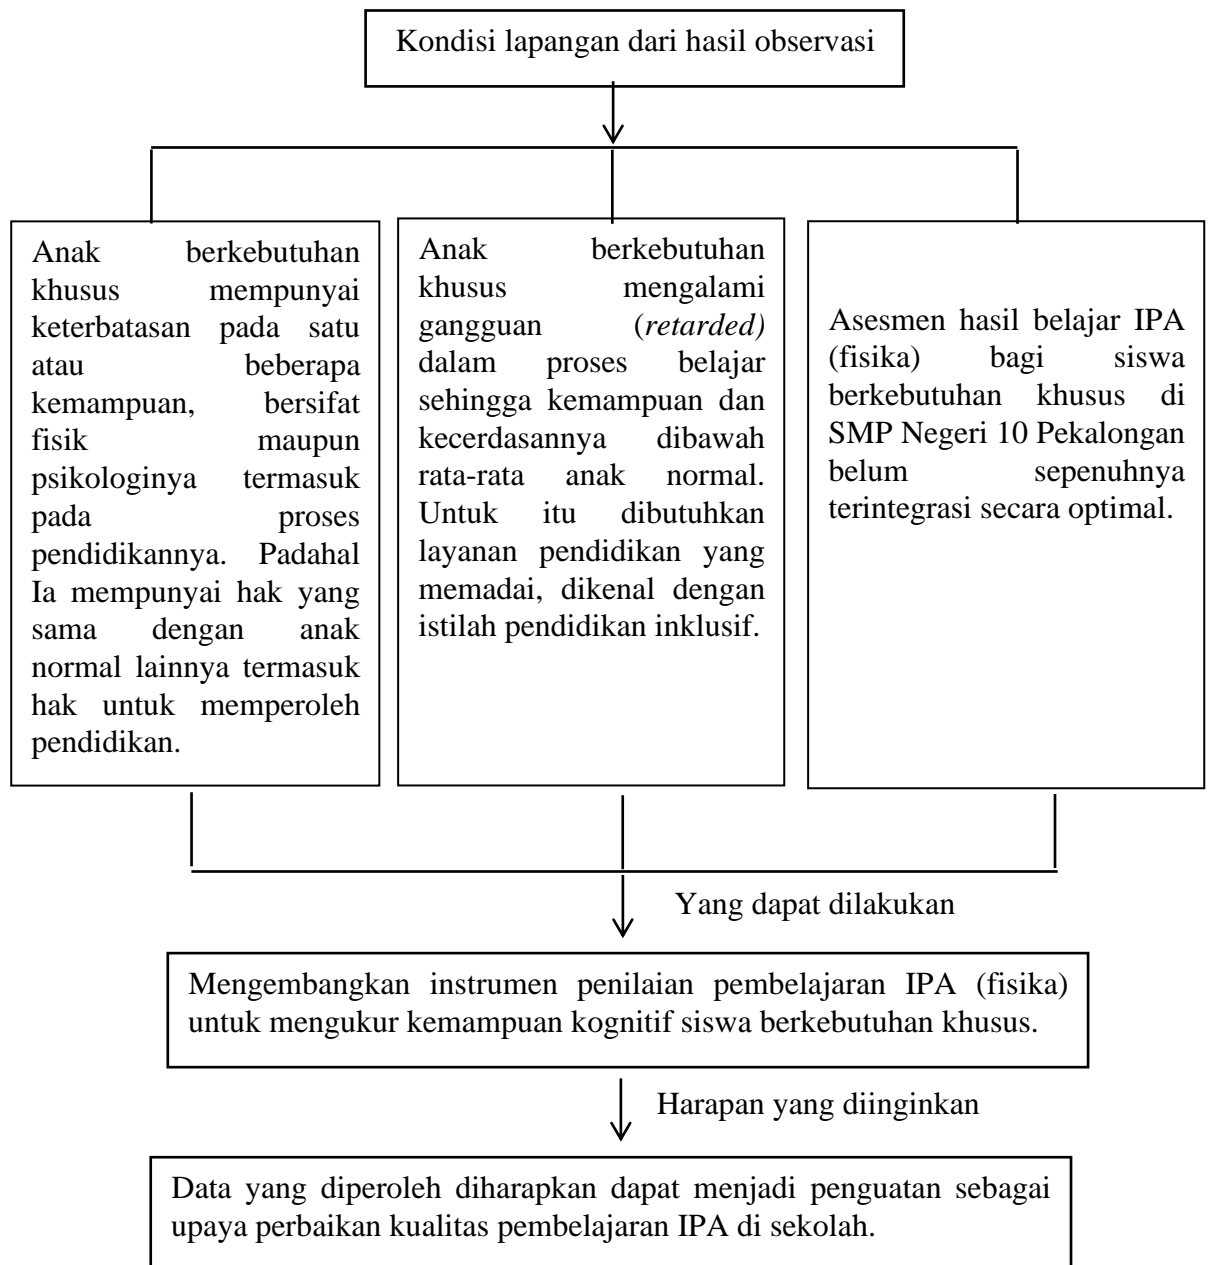 Kondisi lapangan dari hasil observasi
Anak berkebutuhan
khusus mempunyai
keterbatasan pada satu
atau beberapa
kemampuan, bersifat
fisik maupun
psikologinya termasuk
pada proses
pendidikannya. Padahal
Ia mempunyai hak yang
sama dengan anak
normal lainnya termasuk
hak untuk memperoleh
pendidikan.
Anak berkebutuhan
khusus mengalami
gangguan (retarded)
dalam proses belajar
sehingga kemampuan dan
kecerdasannya dibawah
rata-rata anak normal.
Untuk itu dibutuhkan
layanan pendidikan yang
memadai, dikenal dengan
istilah pendidikan inklusif.
Asesmen hasil belajar IPA
(fisika) bagi siswa
berkebutuhan khusus di
SMP Negeri 10 Pekalongan
belum sepenuhnya
terintegrasi secara optimal.
Yang dapat dilakukan
Mengembangkan instrumen penilaian pembelajaran IPA (fisika)
untuk mengukur kemampuan kognitif siswa berkebutuhan khusus.
Harapan yang diinginkan
Data yang diperoleh diharapkan dapat menjadi penguatan sebagai
upaya perbaikan kualitas pembelajaran IPA di sekolah.